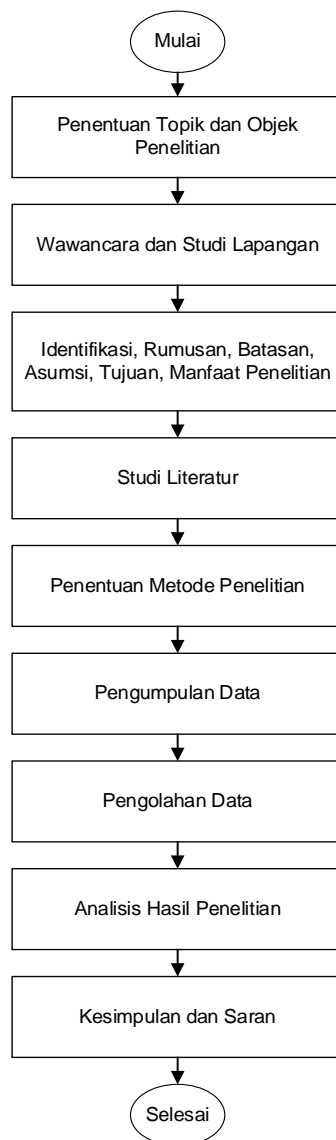 Mulai
Penentuan Topik dan Objek
Penelitian
Wawancara dan Studi Lapangan
Identifikasi, Rumusan, Batasan,
Asumsi, Tujuan, Manfaat Penelitian
Studi Literatur
Penentuan Metode Penelitian
Pengumpulan Data
Pengolahan Data
Analisis Hasil Penelitian
Kesimpulan dan Saran
Selesai